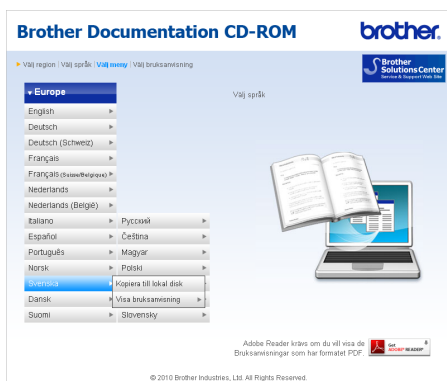 Brother Documentation CD-ROM
brother.
Välj region | Välj språk | Välj meny | Välj bruksanvisning
Brother
Solutions Center
Service & Support Web Site
Europe
Välj språk
English
Deutsch
Deutsch (Schweiz)
Français
Français (Suisse/Belgique)
Nederlands
Nederlands (België)
Italiano
Русский
Español
Čeština
Português
Magyar
Norsk
Polski
Svenska
Kopiera till lokal disk
Dansk
Visa bruksanvisning
Suomi
Slovensky
Adobe Reader krävs om du vill visa de
Bruksanvisningar som har formatet PDF.
Get
ADOBE® READER®
© 2010 Brother Industries, Ltd. All Rights Reserved.